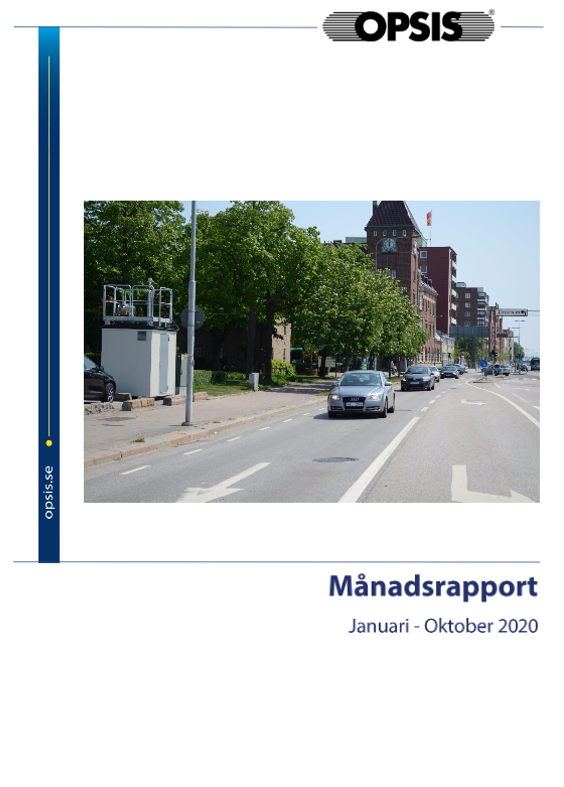 OPSIS®
opsis.se
Månadsrapport
Januari - Oktober 2020